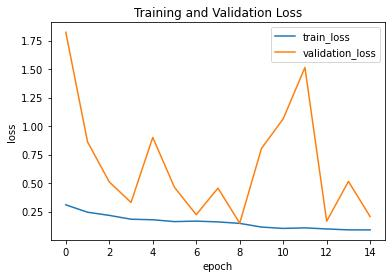 Training and Validation Loss
train_loss
validation_loss
1.75
1.50
1.25
1.00
0.75
0.50
0.25
loss
0 2 4 6 8 10 12 14
epoch